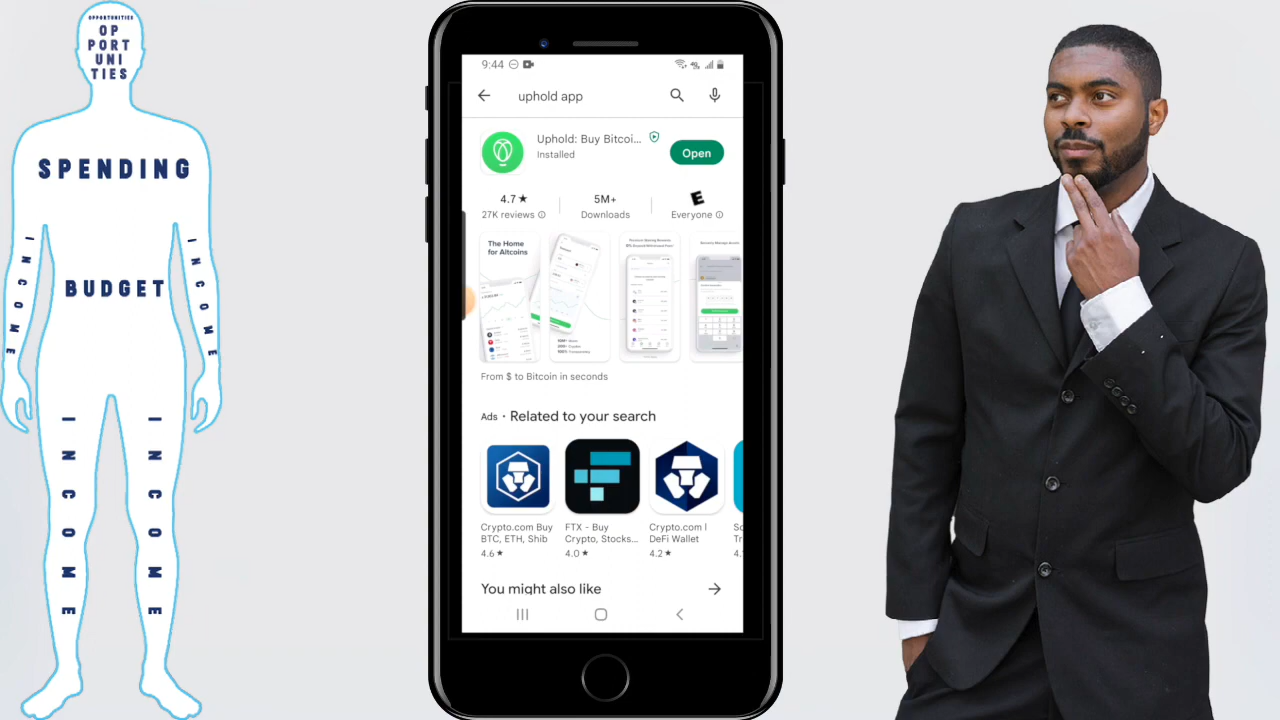 OPPORTUNITIES
OP
PORT
UNI
TIES
SPENDING
BUDGET
INCOME
INCOME
INCOME
INCOME
9:44
uphold app
Uphold: Buy Bitcoi...
Installed
Open
4.7★
27K reviews
5M+
Downloads
E
Everyone
The Home
for Altcoins
From $ to Bitcoin in seconds
Ads • Related to your search
Crypto.com Buy
BTC, ETH, Shib
4.6★
FTX - Buy
Crypto, Stocks...
4.0★
Crypto.com |
DeFi Wallet
4.2★
You might also like